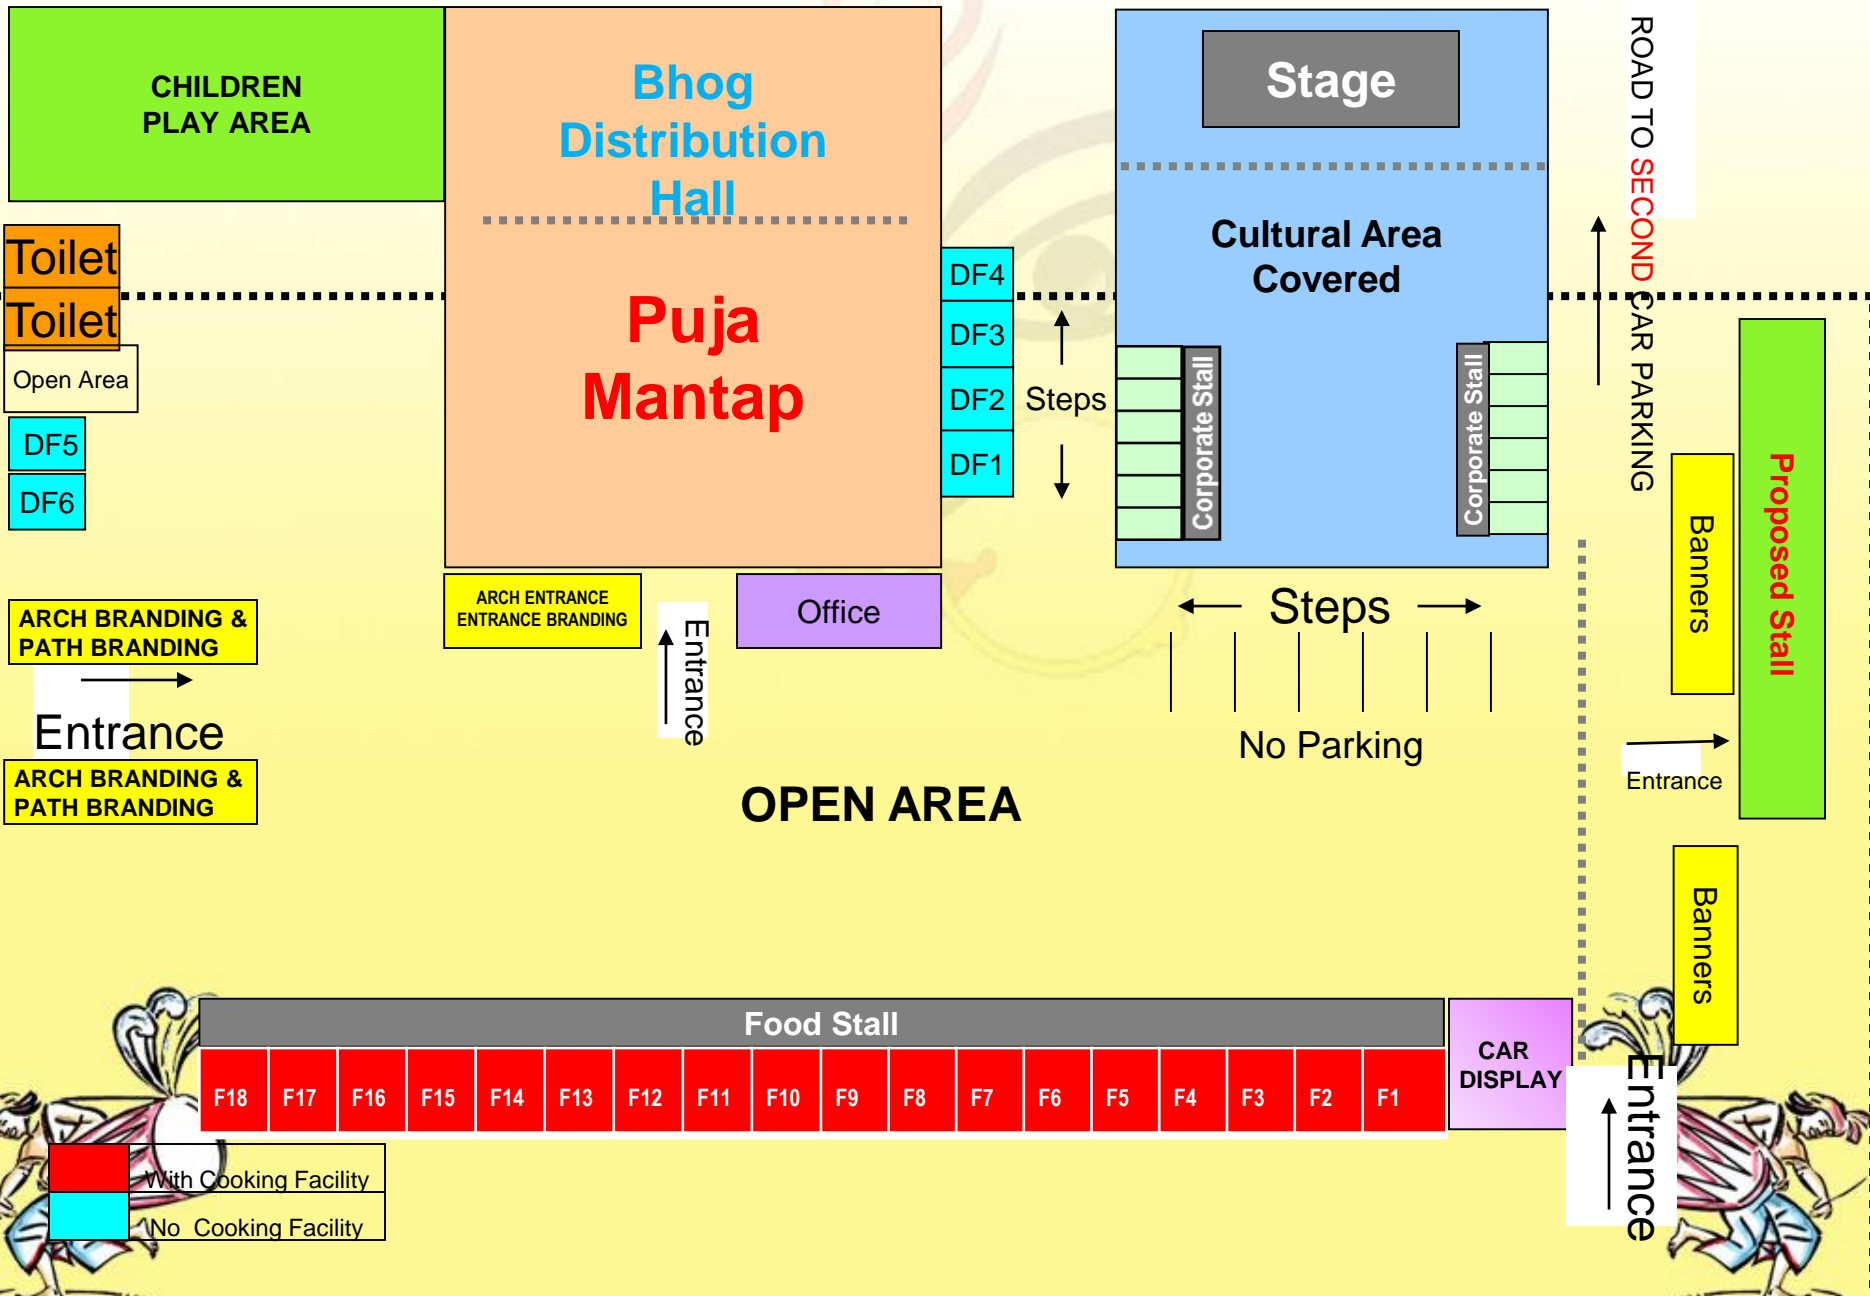 CHILDREN
PLAY AREA
Bhog
Distribution
Hall
Stage
ROAD TO SECOND CAR PARKING
Toilet
Toilet
Open Area
DF5
DF6
Puja
Mantap
DF4
DF3
DF2
DF1
Steps
Cultural Area
Covered
Corporate Stall
Corporate Stall
Banners
Proposed Stall
ARCH BRANDING &
PATH BRANDING
Entrance
ARCH BRANDING &
PATH BRANDING
ARCH ENTRANCE
ENTRANCE BRANDING
Entrance
Office
Steps
No Parking
Entrance
OPEN AREA
Banners
Food Stall
F18 F17 F16 F15 F14 F13 F12 F11 F10 F9 F8 F7 F6 F5 F4 F3 F2 F1
CAR
DISPLAY
Entrance
With Cooking Facility
No Cooking Facility